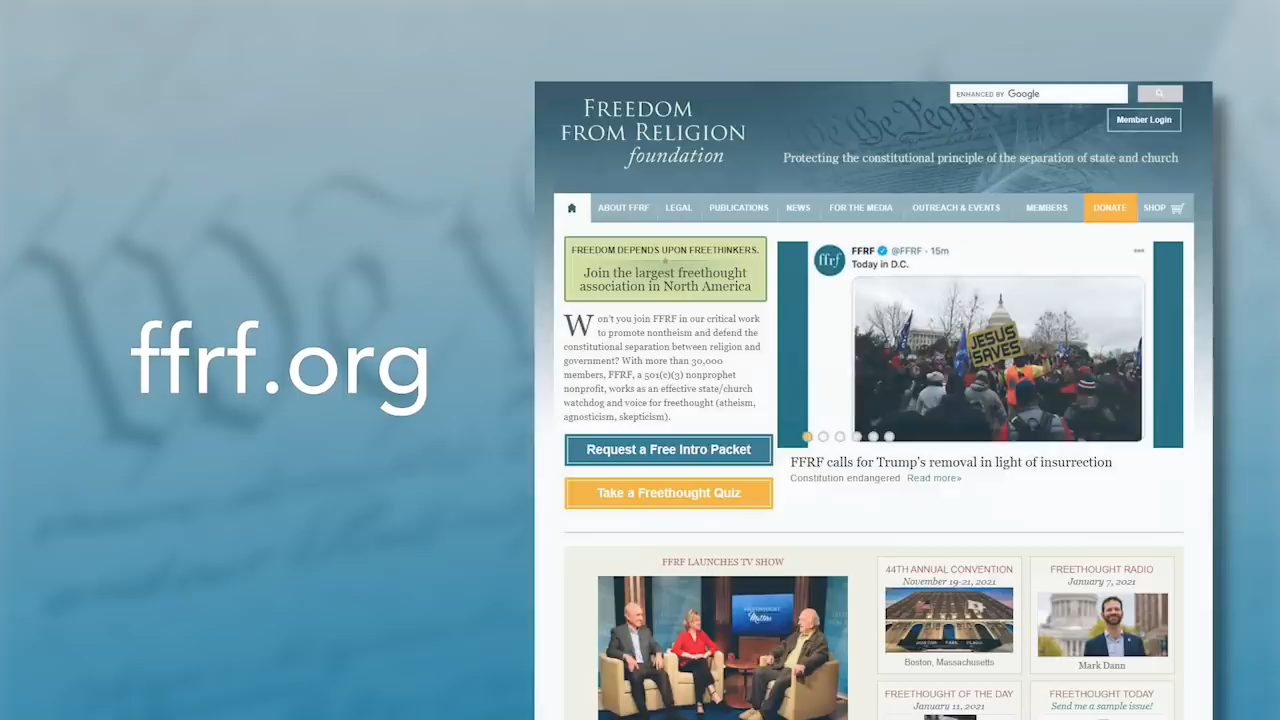 ffrf.org
FREEDOM
FROM RELIGION
foundation
ENHANCED BY Google
Member Login
We the People
Protecting the constitutional principle of the separation of state and church
ABOUT FFRF LEGAL PUBLICATIONS NEWS FOR THE MEDIA OUTREACH & EVENTS MEMBERS DONATE SHOP
FREEDOM DEPENDS UPON FREETHINKERS.
Join the largest freethought
association in North America
Won't you join FFRF in our critical work
to promote nontheism and defend the
constitutional separation between religion and
government? With more than 30,000
members, FFRF, a 501(c)(3) nonprophet
nonprofit, works as an effective state/church
watchdog and voice for freethought (atheism,
agnosticism, skepticism).
Request a Free Intro Packet
Take a Freethought Quiz
ffrf
FFRF @FFRF · 15m
Today in D.C.
JESUS
SAVES
FFRF calls for Trump's removal in light of insurrection
Constitution endangered Read more»
FFRF LAUNCHES TV SHOW
FREETHOUGHT
Matters
44TH ANNUAL CONVENTION
November 19-21, 2021
BOSTON PARK PLAZA
Boston, Massachusetts
FREETHOUGHT RADIO
January 7, 2021
Mark Dann
FREETHOUGHT OF THE DAY
January 11, 2021
FREETHOUGHT TODAY
Send me a sample issue!